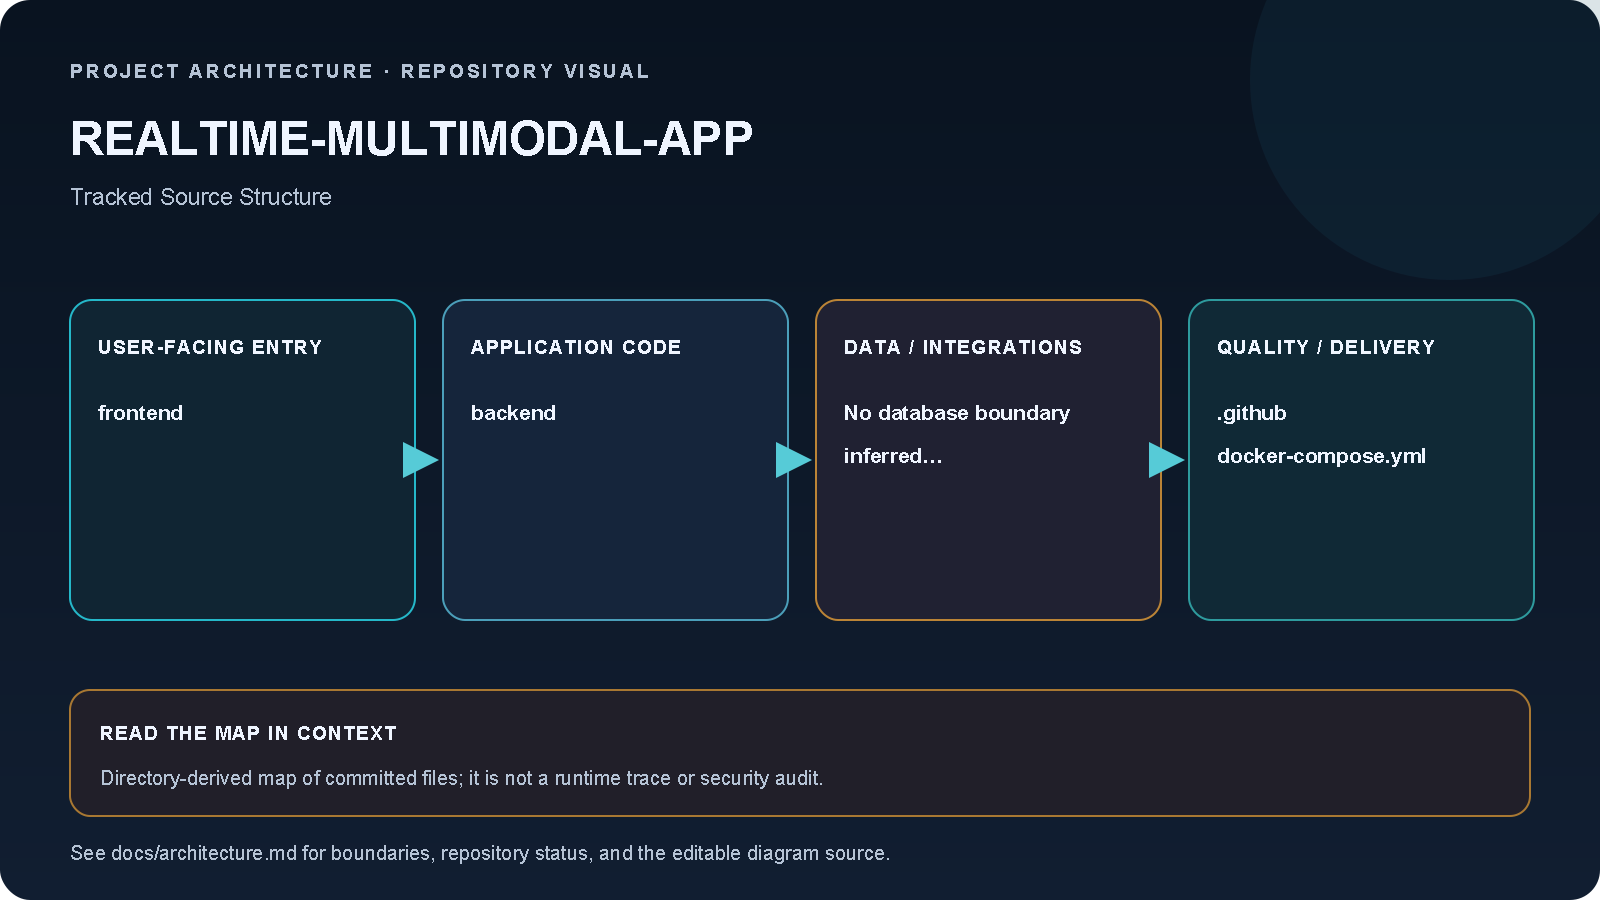 PROJECT ARCHITECTURE · REPOSITORY VISUAL
REALTIME-MULTIMODAL-APP
Tracked Source Structure
USER-FACING ENTRY
frontend
APPLICATION CODE
backend
DATA / INTEGRATIONS
No database boundary
inferred…
QUALITY / DELIVERY
.github
docker-compose.yml
READ THE MAP IN CONTEXT
Directory-derived map of committed files; it is not a runtime trace or security audit.
See docs/architecture.md for boundaries, repository status, and the editable diagram source.